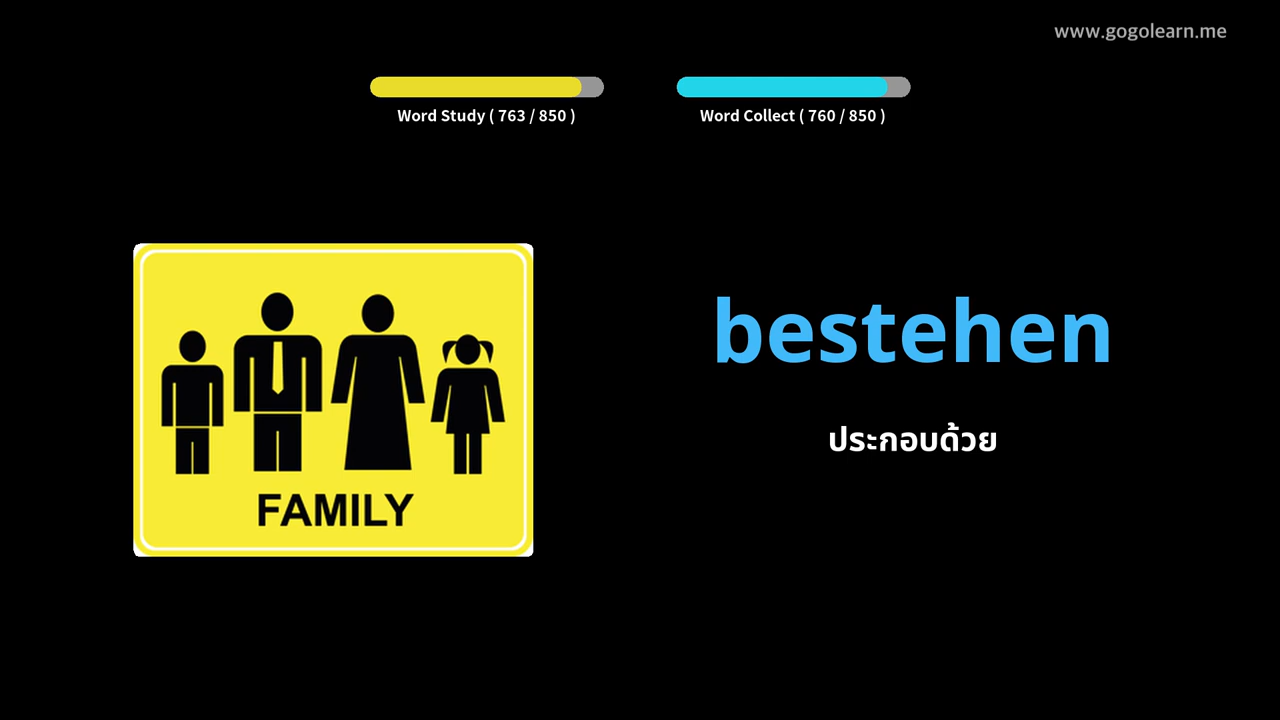 www.gogolearn.me
Word Study ( 763 / 850 )
Word Collect ( 760 / 850 )
FAMILY
bestehen
ประกอบด้วย